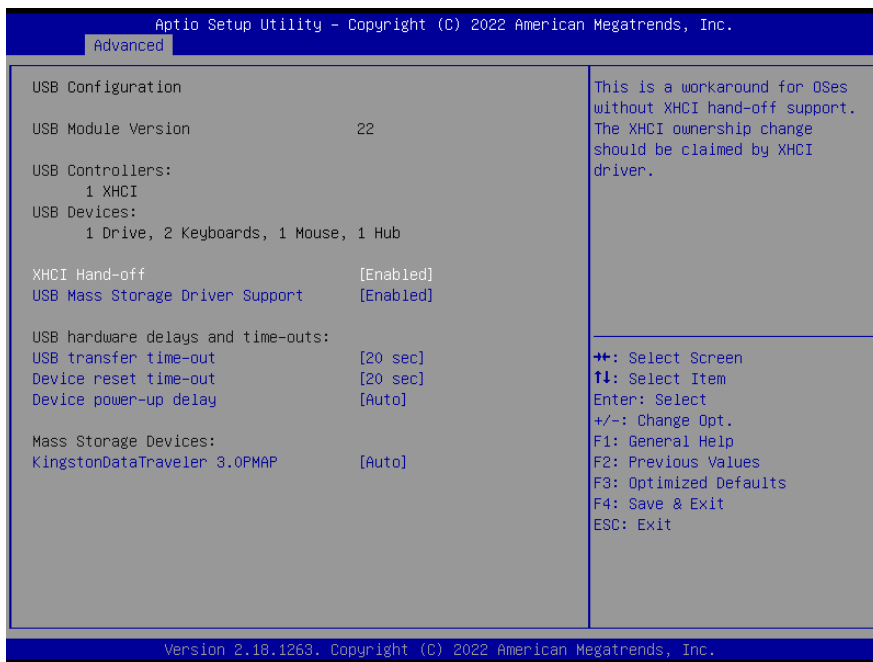 Aptio Setup Utility – Copyright (C) 2022 American Megatrends, Inc.
Advanced
USB Configuration
USB Module Version 22
USB Controllers:
1 XHCI
USB Devices:
1 Drive, 2 Keyboards, 1 Mouse, 1 Hub
XHCI Hand-off [Enabled]
USB Mass Storage Driver Support [Enabled]
USB hardware delays and time-outs:
USB transfer time-out [20 sec]
Device reset time-out [20 sec]
Device power-up delay [Auto]
Mass Storage Devices:
KingstonDataTraveler 3.0PMAP [Auto]
This is a workaround for OSes
without XHCI hand-off support.
The XHCI ownership change
should be claimed by XHCI
driver.
→←: Select Screen
↑↓: Select Item
Enter: Select
+/-: Change Opt.
F1: General Help
F2: Previous Values
F3: Optimized Defaults
F4: Save & Exit
ESC: Exit
Version 2.18.1263. Copyright (C) 2022 American Megatrends, Inc.